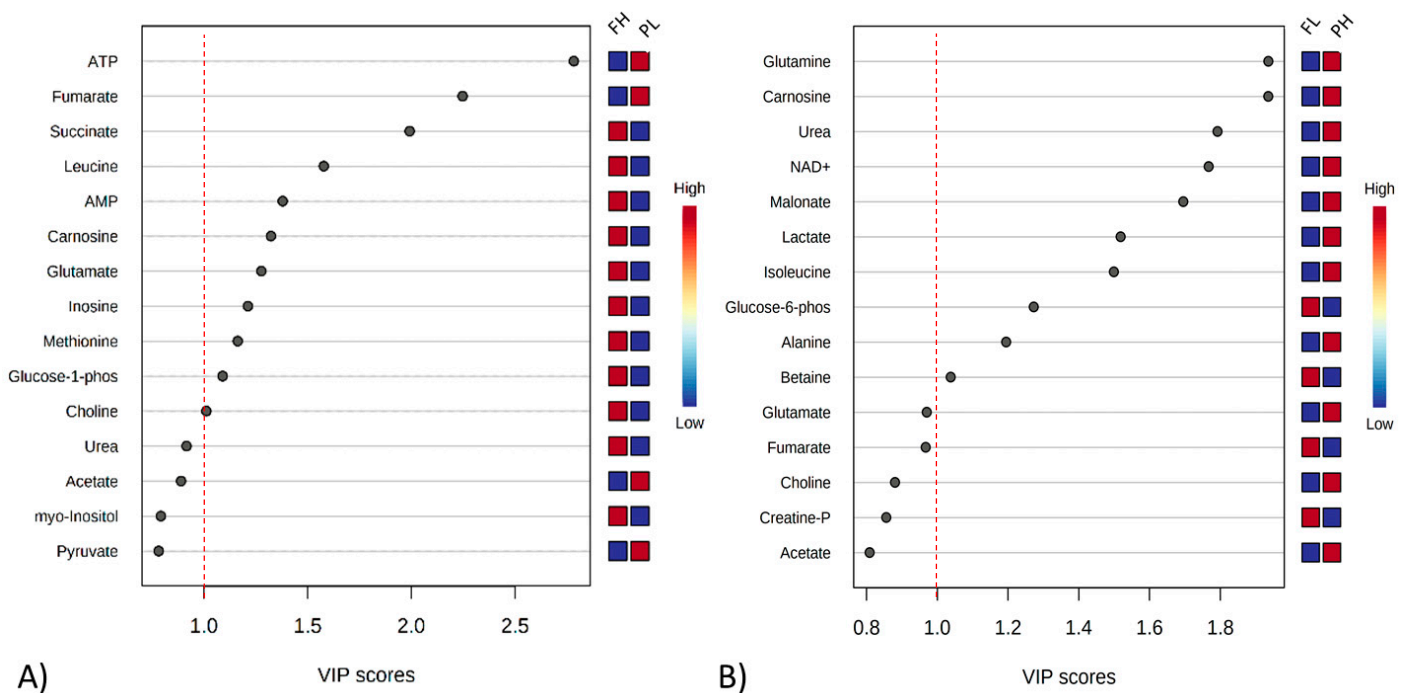 FH PL
ATP
Fumarate
Succinate
Leucine
AMP
Carnosine
Glutamate
Inosine
Methionine
Glucose-1-phos
Choline
Urea
Acetate
myo-Inositol
Pyruvate
High
Low
1.0 1.5 2.0 2.5
VIP scores
A)
FL PH
Glutamine
Carnosine
Urea
NAD+
Malonate
Lactate
Isoleucine
Glucose-6-phos
Alanine
Betaine
Glutamate
Fumarate
Choline
Creatine-P
Acetate
High
Low
0.8 1.0 1.2 1.4 1.6 1.8
VIP scores
B)